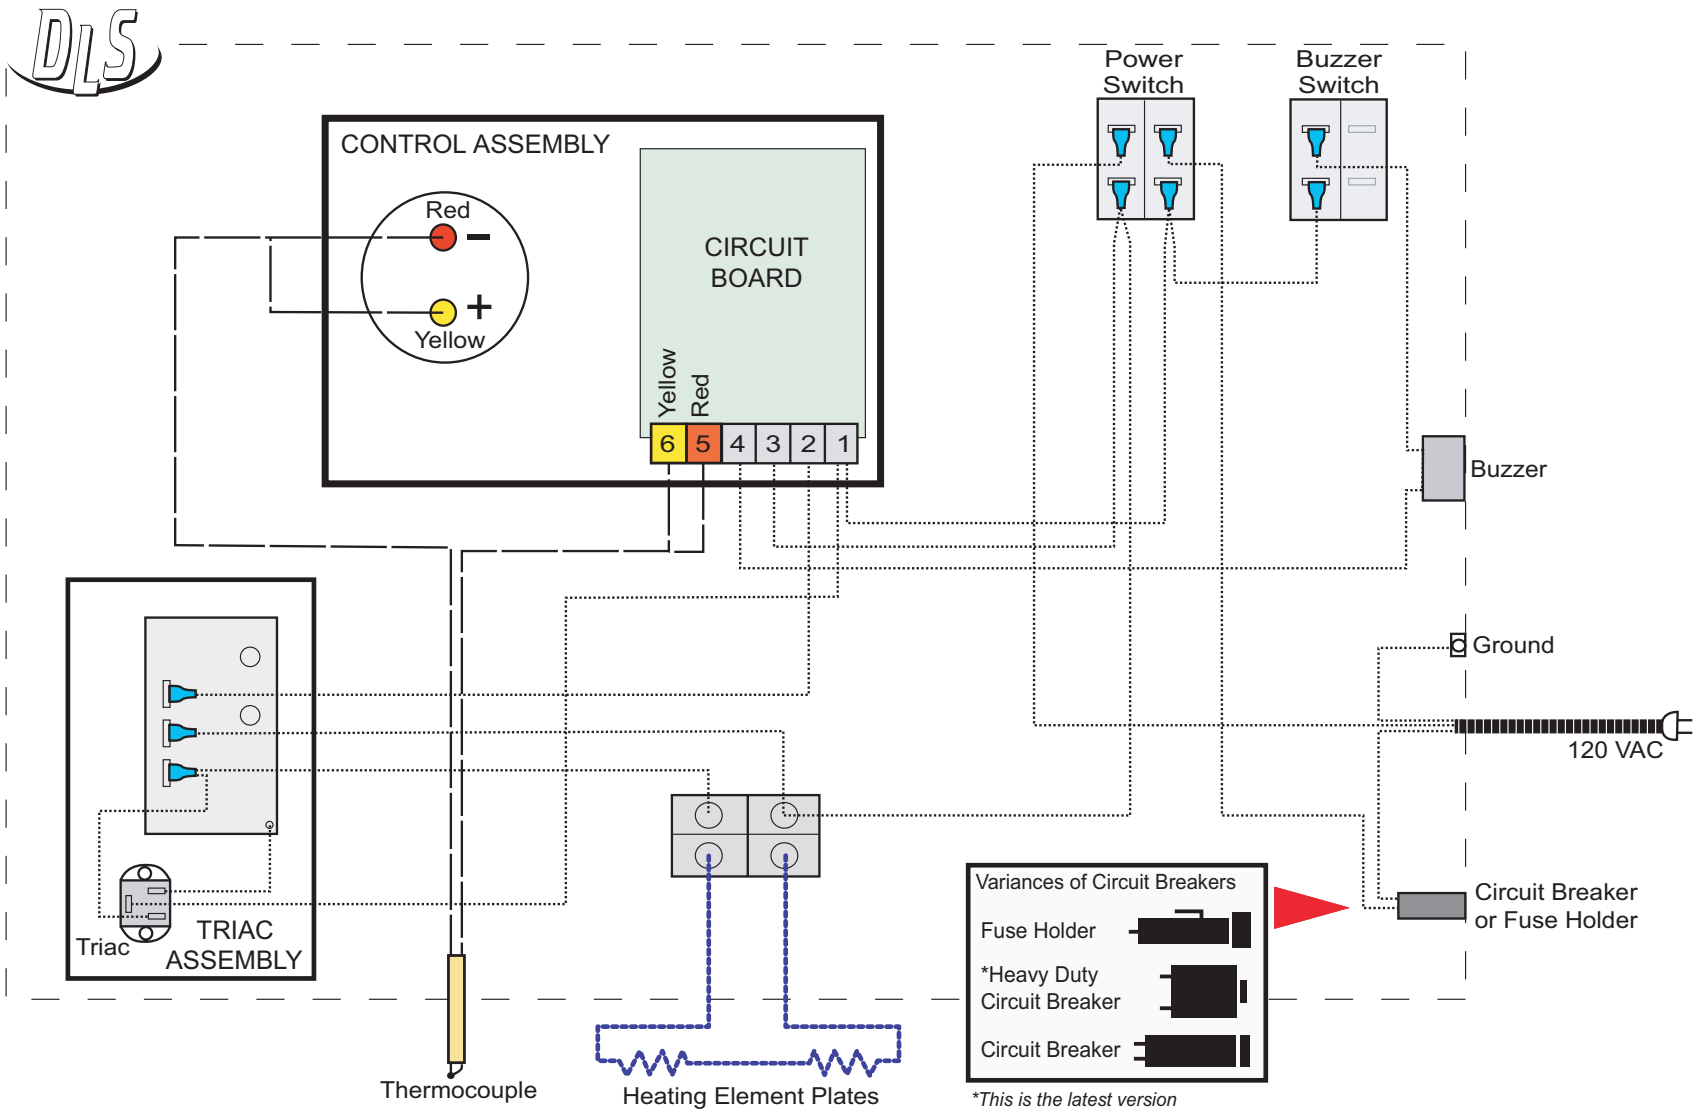 DLS
Power
Switch
Buzzer
Switch
CONTROL ASSEMBLY
Red
−
+
Yellow
CIRCUIT
BOARD
Yellow
Red
6 5 4 3 2 1
Buzzer
Ground
120 VAC
Triac
TRIAC
ASSEMBLY
Variances of Circuit Breakers
Fuse Holder
*Heavy Duty
Circuit Breaker
Circuit Breaker
*This is the latest version
Circuit Breaker
or Fuse Holder
Thermocouple
Heating Element Plates